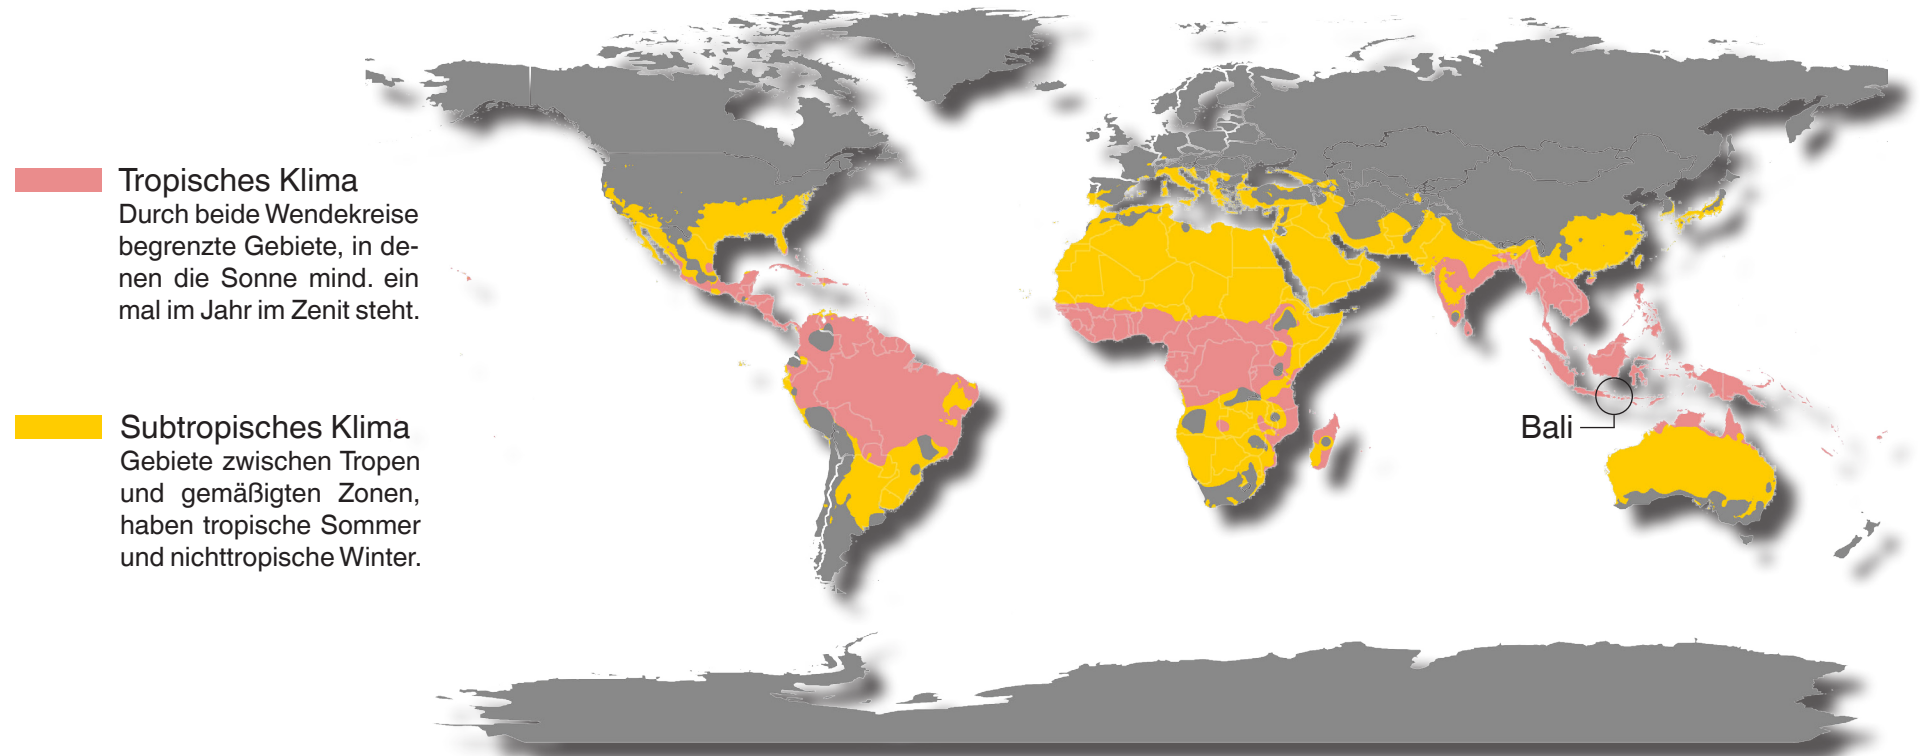 Tropisches Klima
Durch beide Wendekreise
begrenzte Gebiete, in de-
nen die Sonne mind. ein
mal im Jahr im Zenit steht.
Subtropisches Klima
Gebiete zwischen Tropen
und gemäßigten Zonen,
haben tropische Sommer
und nichttropische Winter.
Bali